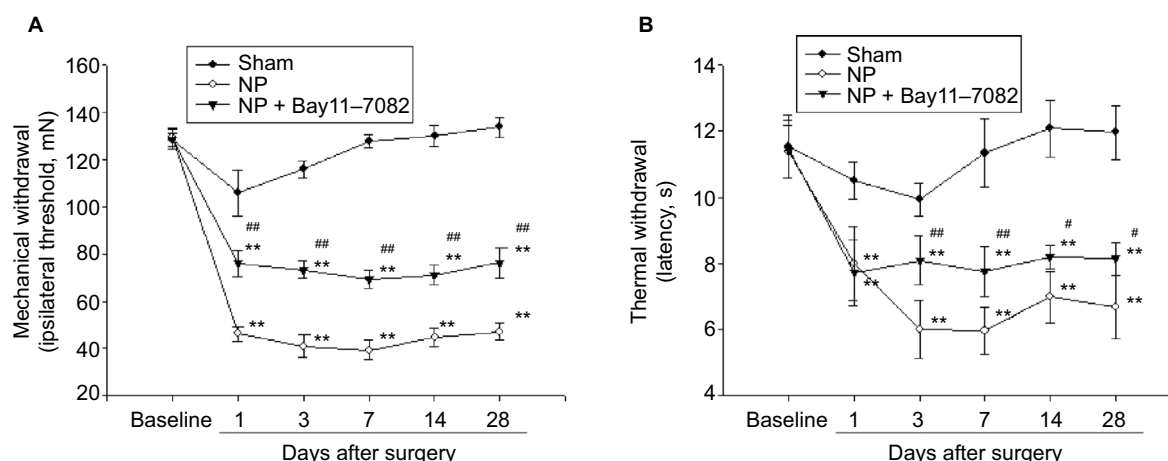 A
Sham
NP
NP + Bay11–7082
Mechanical withdrawal
(ipsilateral threshold, mN)
160
140
120
100
80
60
40
20
##
**
##
**
##
**
##
**
##
**
**
**
**
**
**
Baseline 1 3 7 14 28
Days after surgery
B
Sham
NP
NP + Bay11–7082
Thermal withdrawal
(latency, s)
14
12
10
8
6
4
**
**
##
**
##
**
#
**
#
**
**
**
**
**
Baseline 1 3 7 14 28
Days after surgery